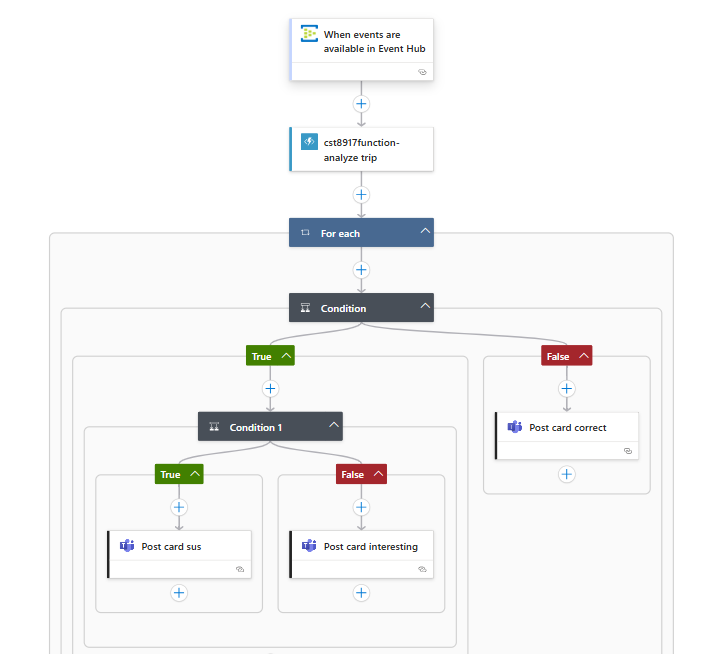 When events are
available in Event Hub
cst8917function-
analyze trip
For each
Condition
True
False
Condition 1
Post card correct
True
False
Post card sus
Post card interesting